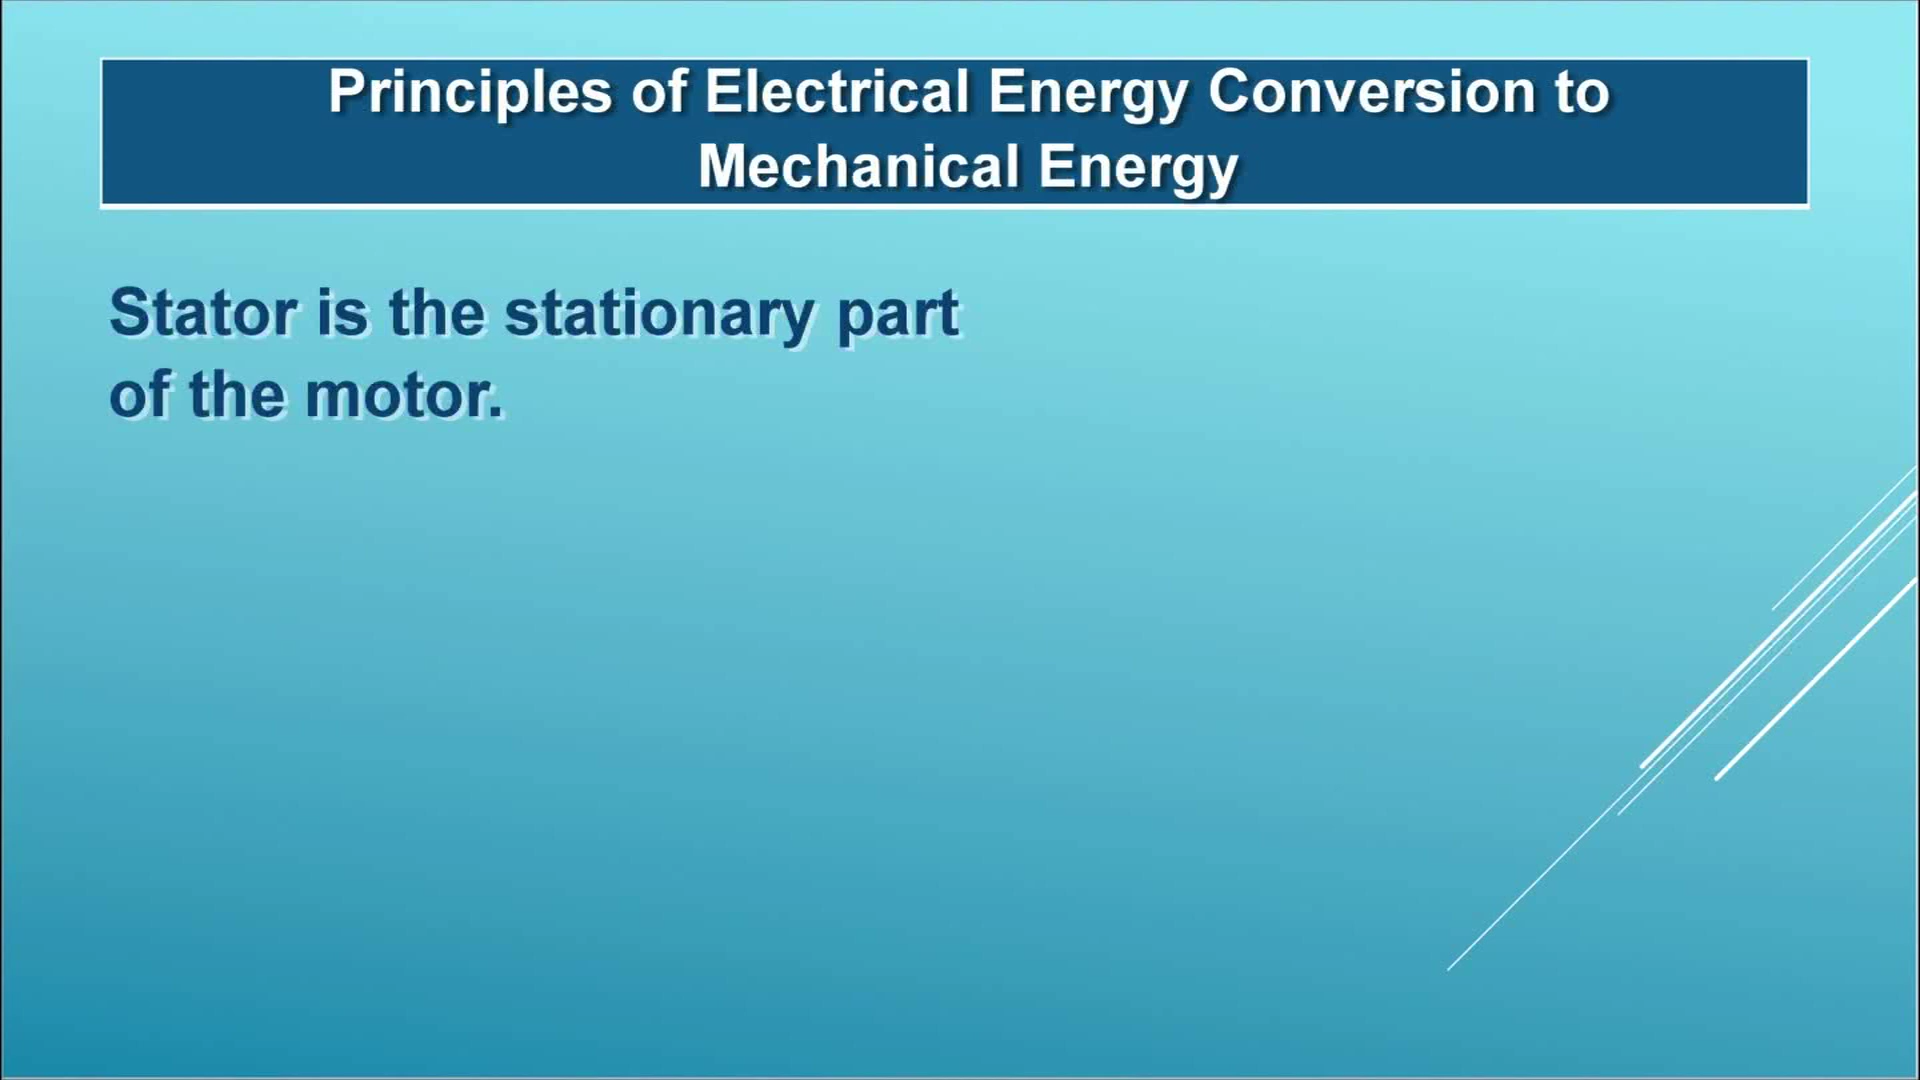 Principles of Electrical Energy Conversion to
Mechanical Energy
Stator is the stationary part
of the motor.